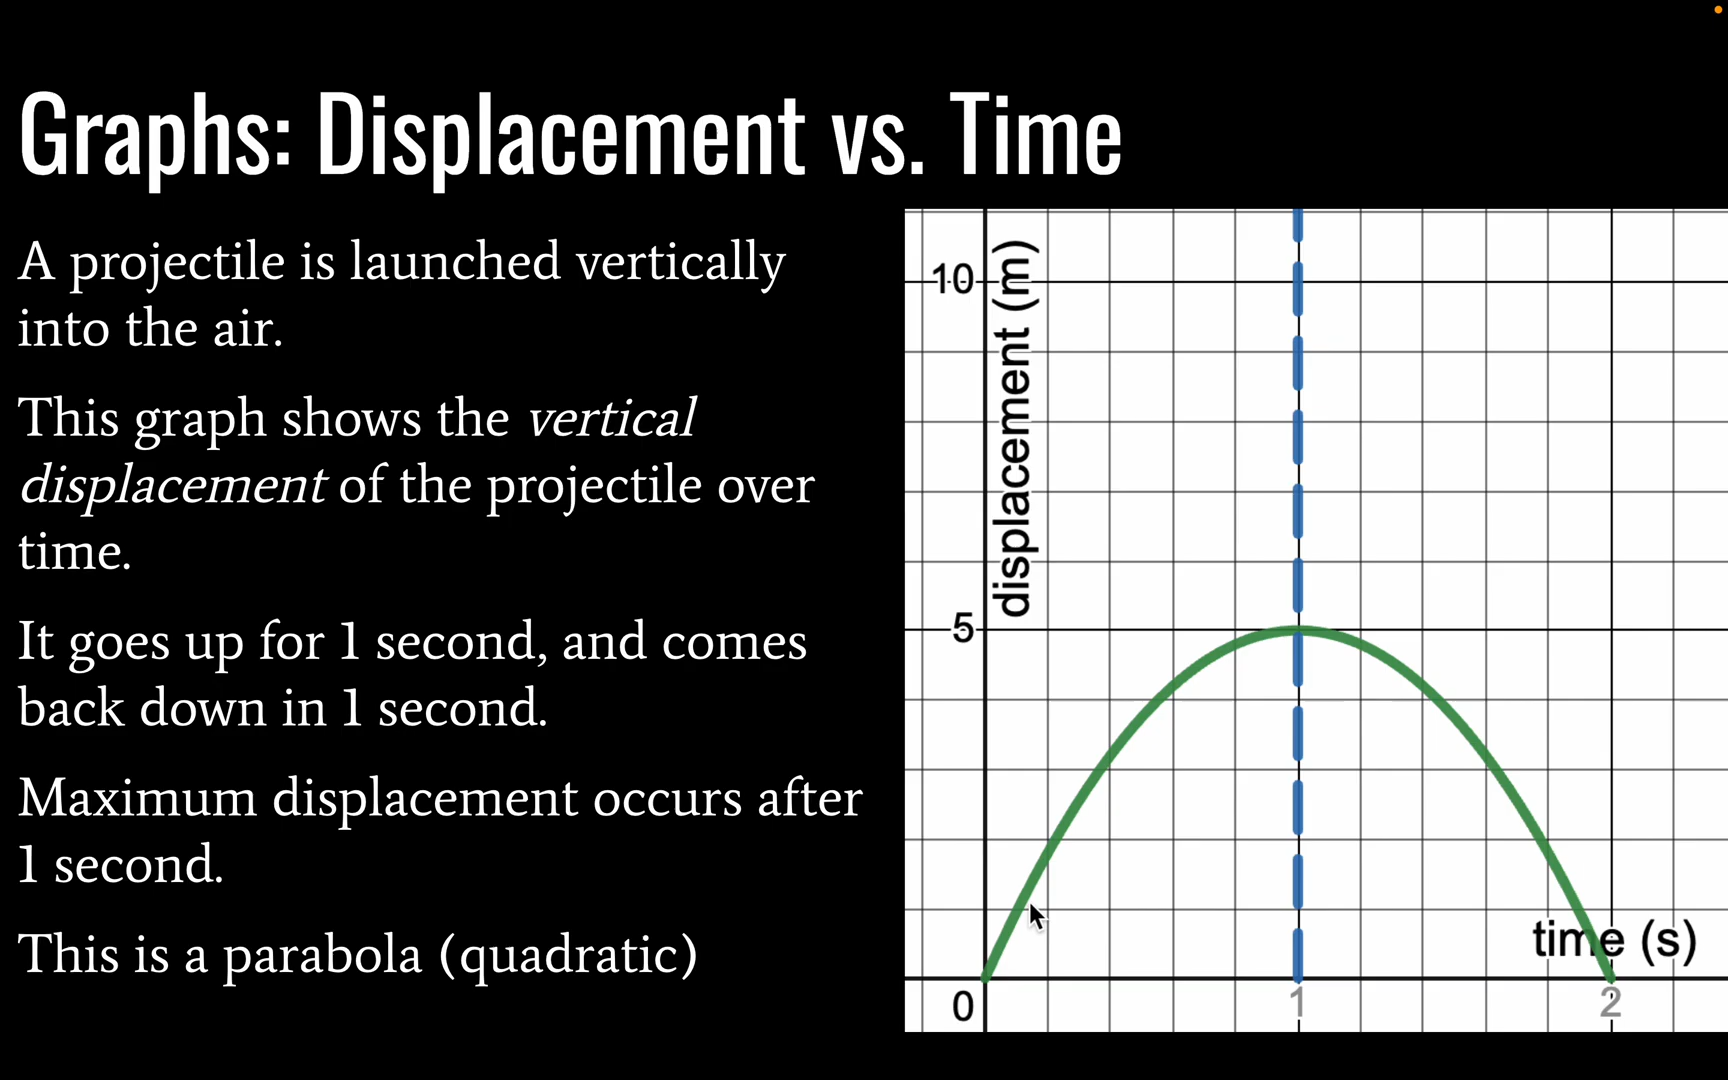 Graphs: Displacement vs. Time
A projectile is launched vertically
into the air.
This graph shows the vertical
displacement of the projectile over
time.
It goes up for 1 second, and comes
back down in 1 second.
Maximum displacement occurs after
1 second.
This is a parabola (quadratic)
10
displacement (m)
5
time (s)
0
1
2